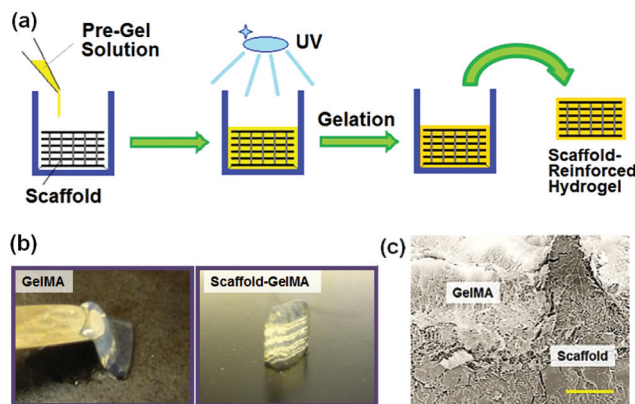 (a)
Pre-Gel
Solution
UV
Gelation
Scaffold
Scaffold-
Reinforced
Hydrogel
(b)
GelMA
Scaffold-GelMA
(c)
GelMA
Scaffold